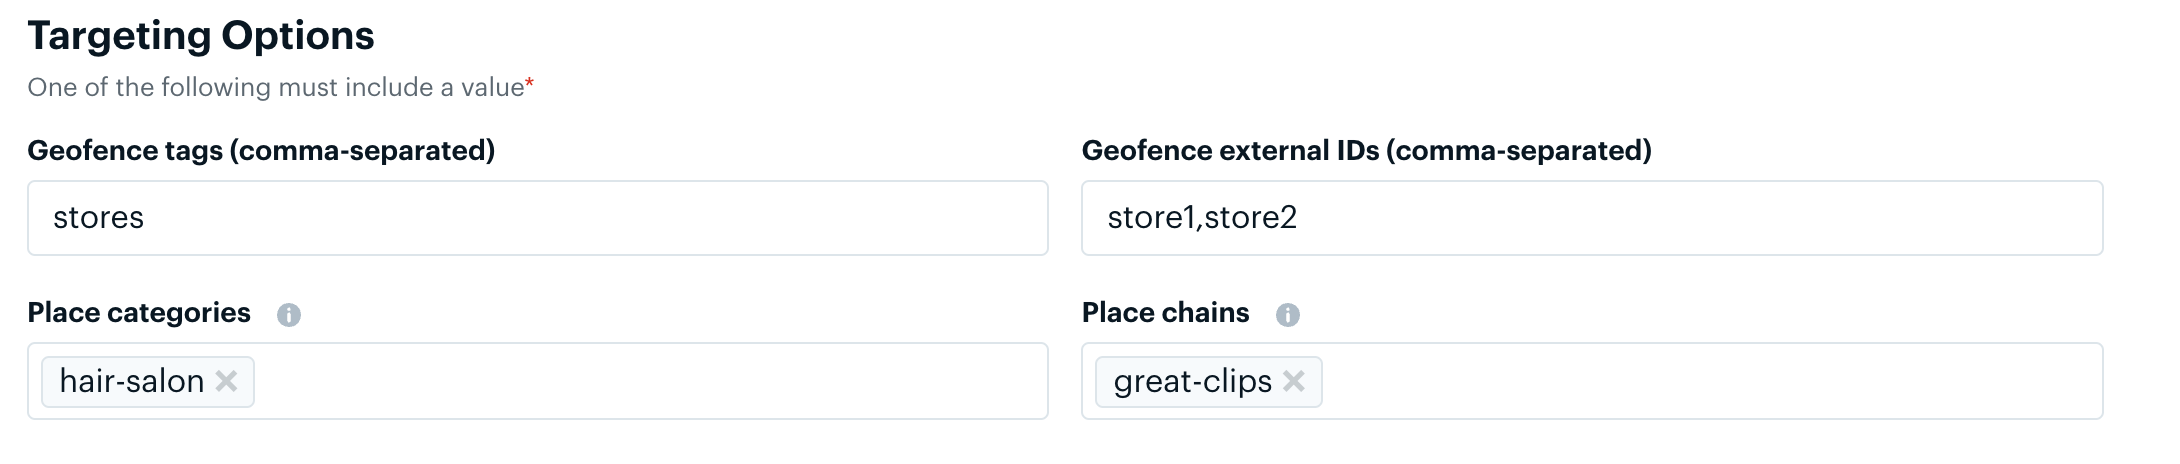 Targeting Options
One of the following must include a value*
Geofence tags (comma-separated)
stores
Geofence external IDs (comma-separated)
store1,store2
Place categories
hair-salon
Place chains
great-clips